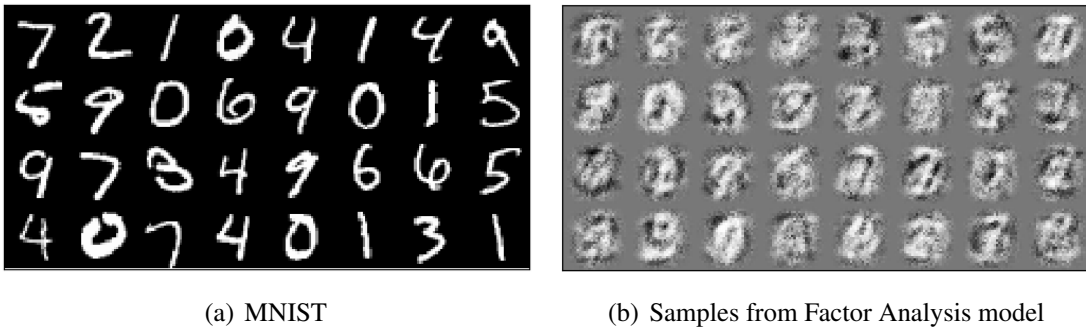 7 2 1 0 4 1 4 9
5 9 0 6 9 0 1 5
9 7 3 4 9 6 6 5
4 0 7 4 0 1 3 1
(a) MNIST
(b) Samples from Factor Analysis model